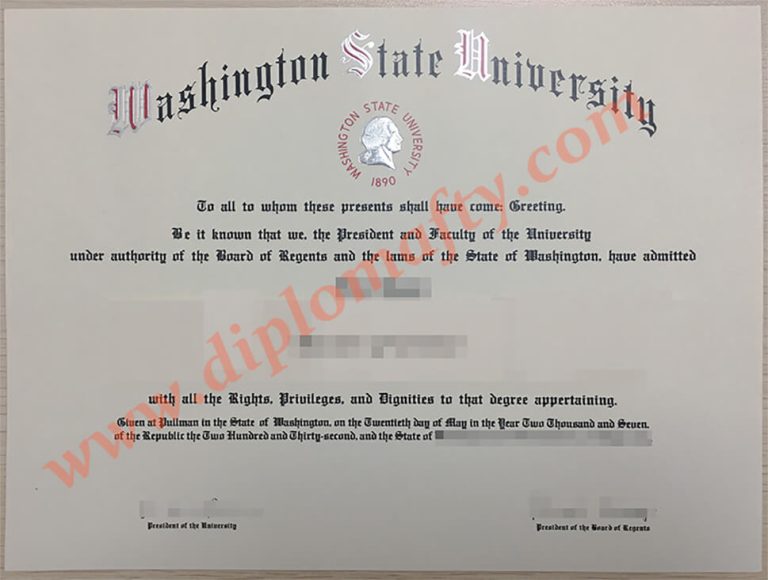 Washington State University
WASHINGTON STATE UNIVERSITY
1890
To all to whom these presents shall have come: Greeting.
Be it known that we, the President and Faculty of the University
under authority of the Board of Regents and the laws of the State of Washington, have admitted
with all the Rights, Privileges, and Dignities to that degree appertaining.
Given at Pullman in the State of Washington, on the Twentieth day of May in the Year Two Thousand and Seven,
of the Republic the Two Hundred and Thirty-second, and the State of
President of the University
President of the Board of Regents
www.diplomafty.com